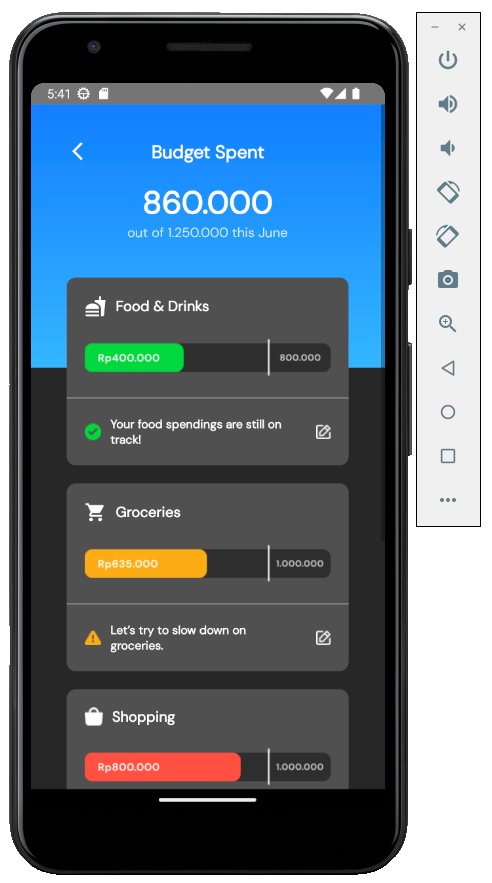 5:41
Budget Spent
860.000
out of 1.250.000 this June
Food & Drinks
Rp400.000
800.000
Your food spendings are still on
track!
Groceries
Rp635.000
1.000.000
Let's try to slow down on
groceries.
Shopping
Rp800.000
1.000.000